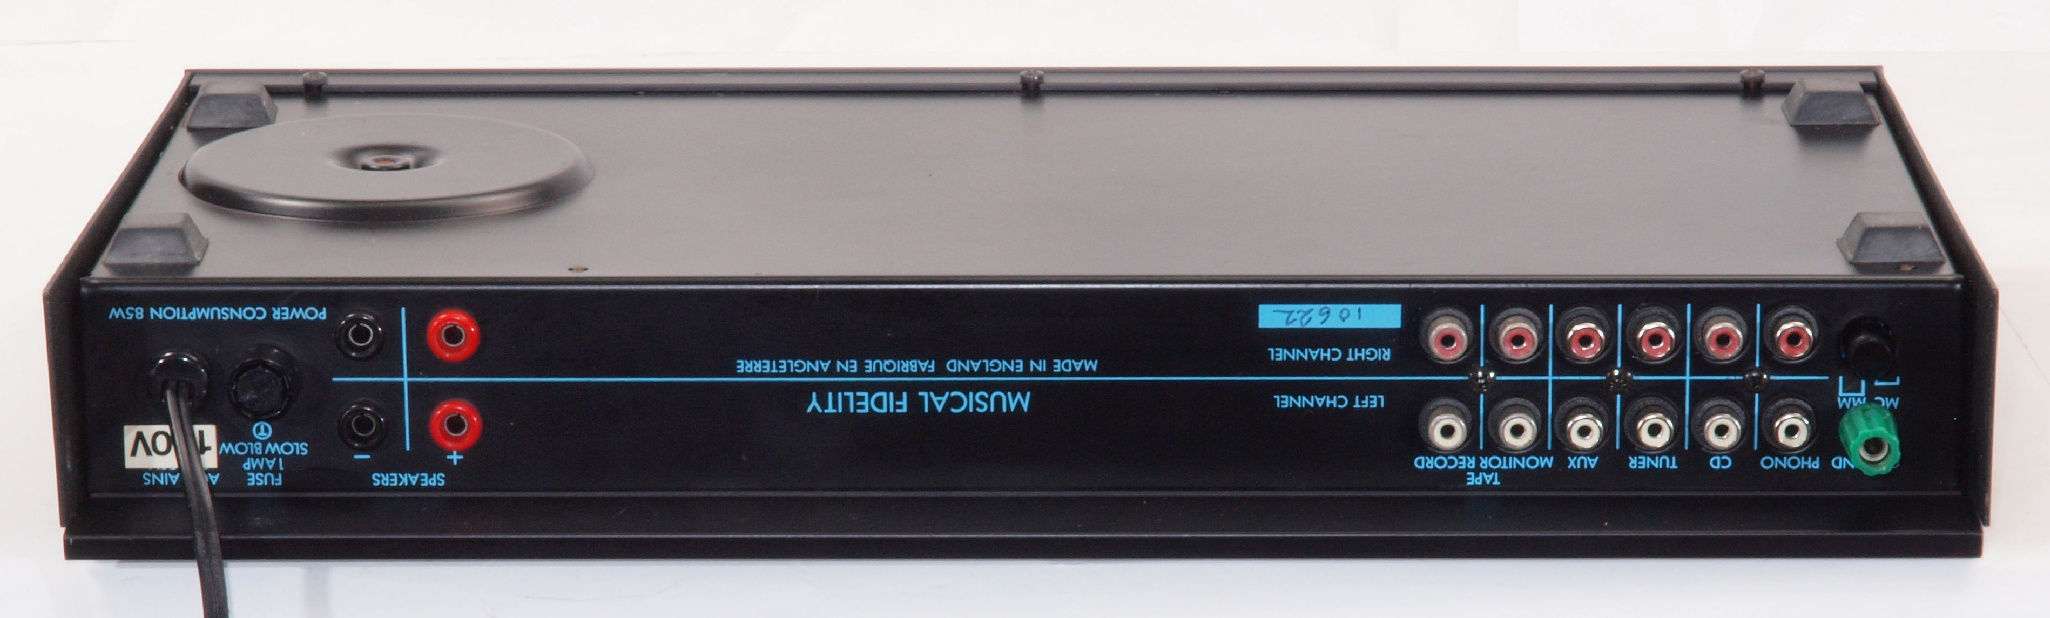 PHONO
CD
TUNER
AUX
TAPE
MONITOR RECORD
MC MM
LEFT CHANNEL
RIGHT CHANNEL
10622
MUSICAL FIDELITY
MADE IN ENGLAND FABRIQUE EN ANGLETERRE
SPEAKERS
+ −
FUSE
1 AMP
SLOW BLOW
T
POWER CONSUMPTION 85W